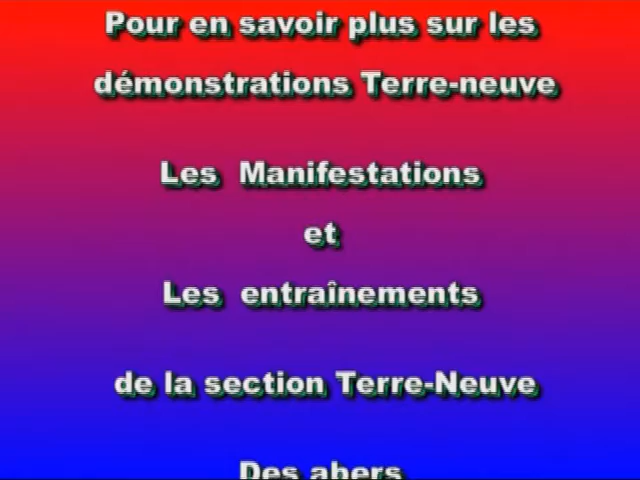 Pour en savoir plus sur les
démonstrations Terre-neuve
Les Manifestations
et
Les entraînements
de la section Terre-Neuve
Des abers